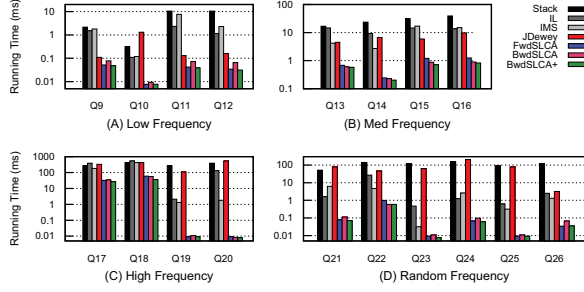 Running Time (ms)
10
1
0.1
0.01
Q9 Q10 Q11 Q12
(A) Low Frequency
100
10
1
0.1
Q13 Q14 Q15 Q16
(B) Med Frequency
Stack
IL
IMS
JDewey
FwdSLCA
BwdSLCA
BwdSLCA+
Running Time (ms)
1000
100
10
1
0.1
0.01
Q17 Q18 Q19 Q20
(C) High Frequency
100
10
1
0.1
0.01
Q21 Q22 Q23 Q24 Q25 Q26
(D) Random Frequency